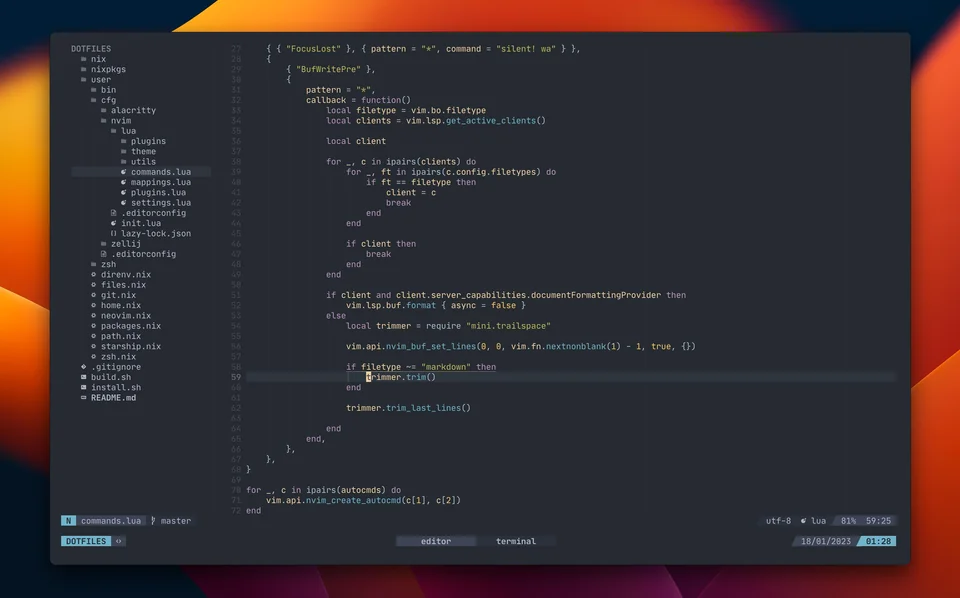 DOTFILES
nix
nixpkgs
user
bin
cfg
alacritty
nvim
lua
plugins
theme
utils
commands.lua
mappings.lua
plugins.lua
settings.lua
.editorconfig
init.lua
lazy-lock.json
zellij
.editorconfig
zsh
direnv.nix
files.nix
git.nix
home.nix
neovim.nix
packages.nix
path.nix
starship.nix
zsh.nix
.gitignore
build.sh
install.sh
README.md
27 { { "FocusLost" }, { pattern = "*", command = "silent! wa" } },
28 {
29 { "BufWritePre" },
30 {
31 pattern = "*",
32 callback = function()
33 local filetype = vim.bo.filetype
34 local clients = vim.lsp.get_active_clients()
35
36 local client
37
38 for _, c in ipairs(clients) do
39 for _, ft in ipairs(c.config.filetypes) do
40 if ft == filetype then
41 client = c
42 break
43 end
44 end
45
46 if client then
47 break
48 end
49 end
50
51 if client and client.server_capabilities.documentFormattingProvider then
52 vim.lsp.buf.format { async = false }
53 else
54 local trimmer = require "mini.trailspace"
55
56 vim.api.nvim_buf_set_lines(0, 0, vim.fn.nextnonblank(1) - 1, true, {})
57
58 if filetype ~= "markdown" then
59 trimmer.trim()
60 end
61
62 trimmer.trim_last_lines()
63
64 end
65 end,
66 },
67 },
68 }
69
70 for _, c in ipairs(autocmds) do
71 vim.api.nvim_create_autocmd(c[1], c[2])
72 end
N commands.lua master
utf-8 lua 81% 59:25
DOTFILES <> editor terminal 18/01/2023 01:28